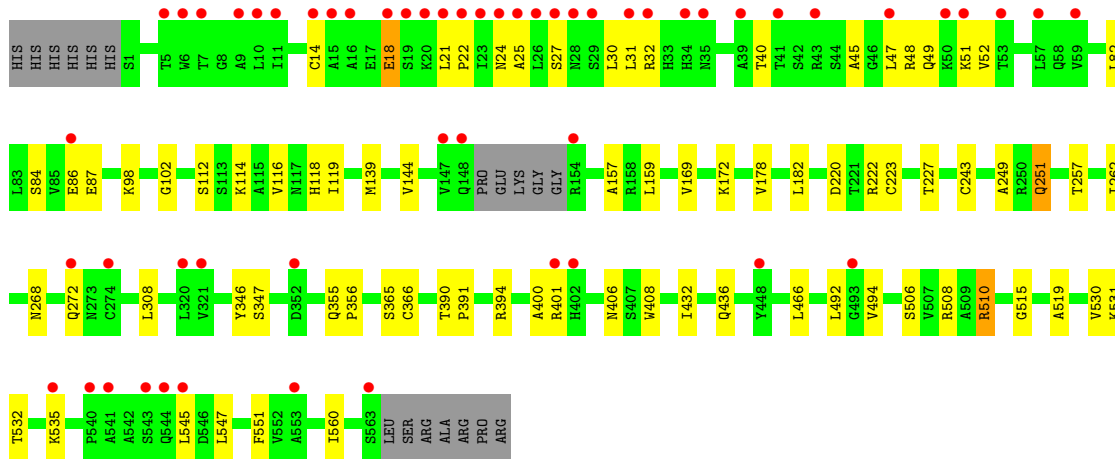 HIS HIS HIS HIS HIS HIS S1 T5 W6 T7 G8 A9 L10 I11 C14 A15 A16 E17 E18 S19 K20 L21 P22 I23 N24 A25 L26 S27 N28 S29 L30 L31 R32 H33 H34 N35 A39 T40 T41 S42 R43 S44 A45 G46 L47 R48 Q49 K50 K51 V52 T53 L57 Q58 V59 L82
L83 S84 V85 E86 E87 K98 G102 S112 S113 K114 A115 V116 N117 H118 I119 M139 V144 V147 Q148 PRO GLU LYS GLY GLY R154 A157 R158 L159 V169 K172 V178 L182 D220 T221 R222 C223 T227 C243 A249 R250 Q251 T257
N268 Q272 N273 C274 L308 L320 V321 Y346 S347 D352 Q355 P356 S365 C366 T390 P391 R394 A400 R401 H402 N406 S407 W408 I432 Q436 Y448 L466 L492 G493 V494 S506 V507 R508 A509 R510 G515 A519 V530 K531
T532 K535 P540 A541 A542 S543 Q544 L545 D546 L547 F551 V552 A553 I560 S563 LEU SER ARG ALA ARG PRO ARG